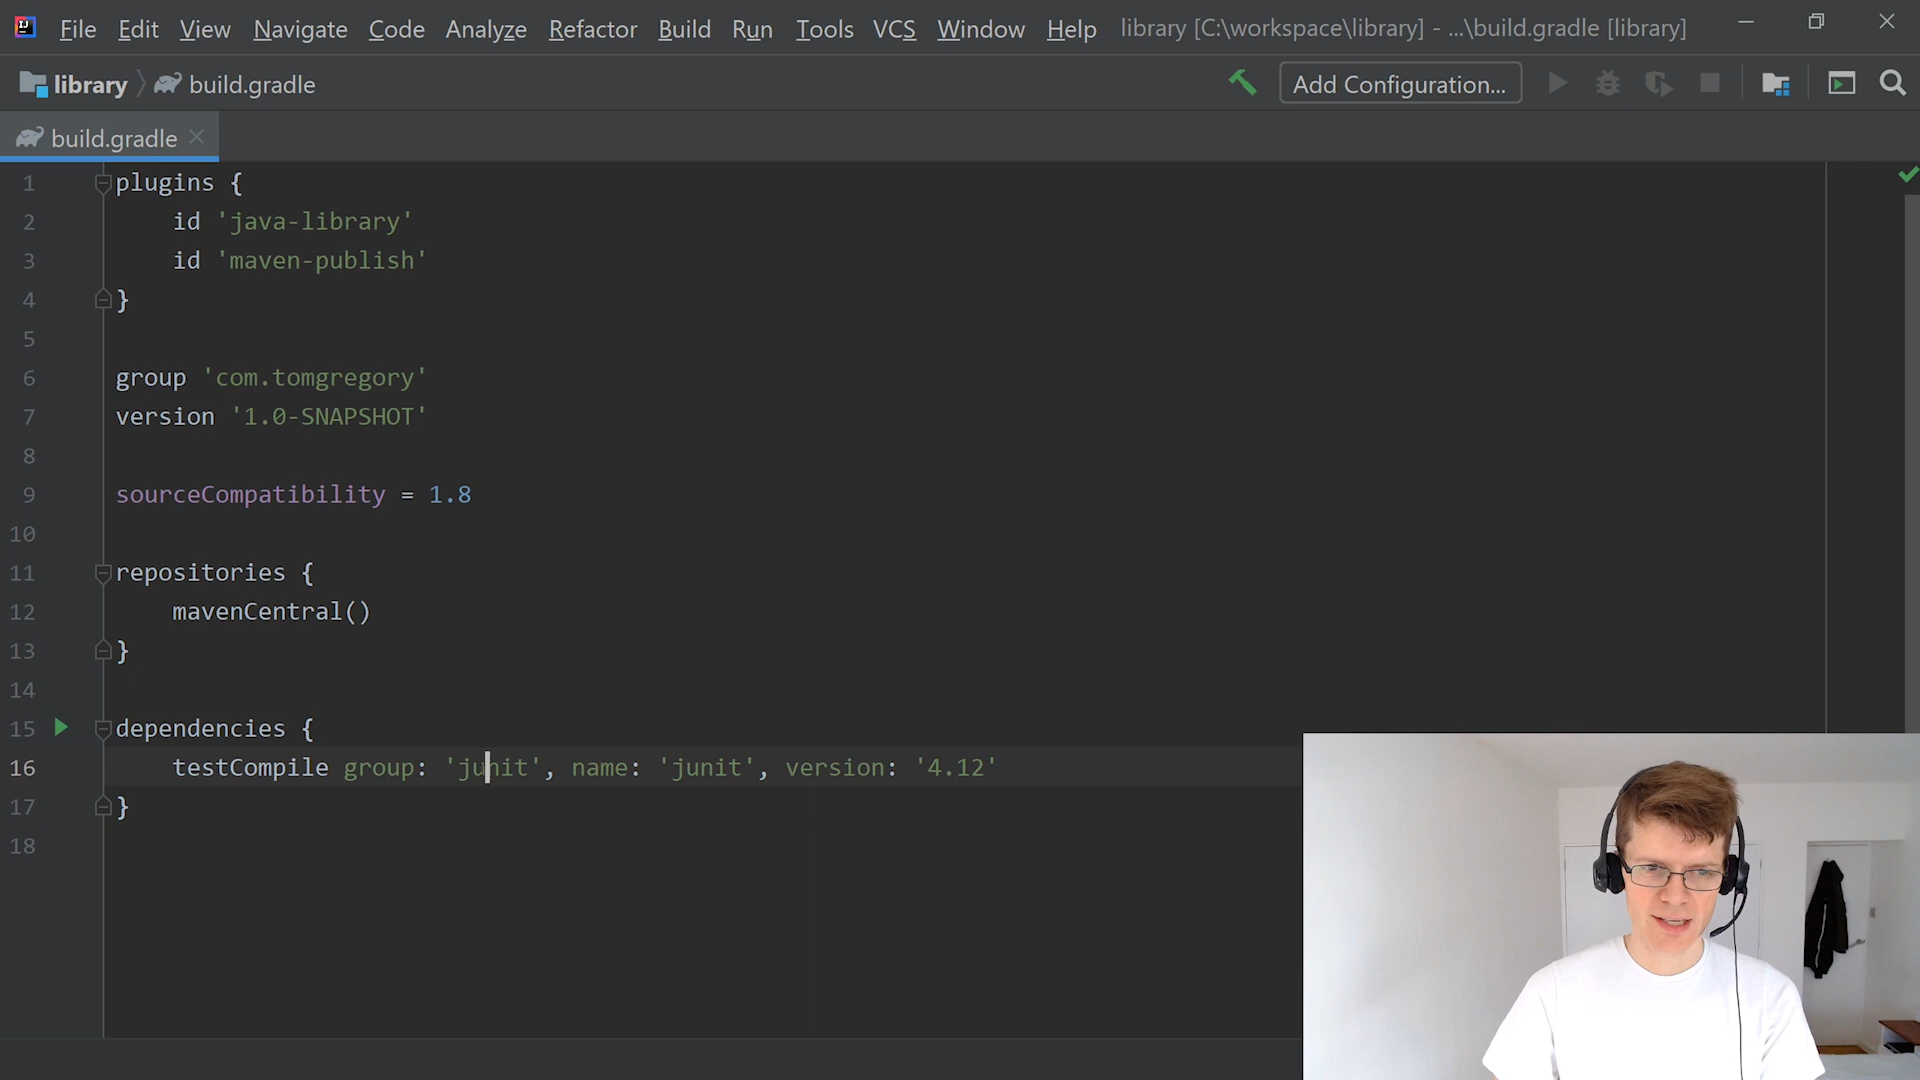 File Edit View Navigate Code Analyze Refactor Build Run Tools VCS Window Help library [C:\workspace\library] - ...\build.gradle [library]
library build.gradle Add Configuration...
build.gradle
1 plugins {
2 id 'java-library'
3 id 'maven-publish'
4 }
5
6 group 'com.tomgregory'
7 version '1.0-SNAPSHOT'
8
9 sourceCompatibility = 1.8
10
11 repositories {
12 mavenCentral()
13 }
14
15 dependencies {
16 testCompile group: 'junit', name: 'junit', version: '4.12'
17 }
18